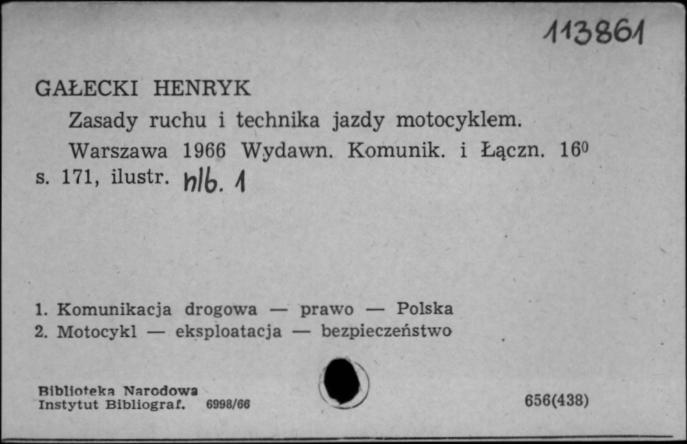 113861
GAŁECKI HENRYK
Zasady ruchu i technika jazdy motocyklem.
Warszawa 1966 Wydawn. Komunik. i Łączn. 16⁰
s. 171, ilustr. nlb. 1
1. Komunikacja drogowa — prawo — Polska
2. Motocykl — eksploatacja — bezpieczeństwo
Biblioteka Narodowa
Instytut Bibliograf. 6998/66
656(438)